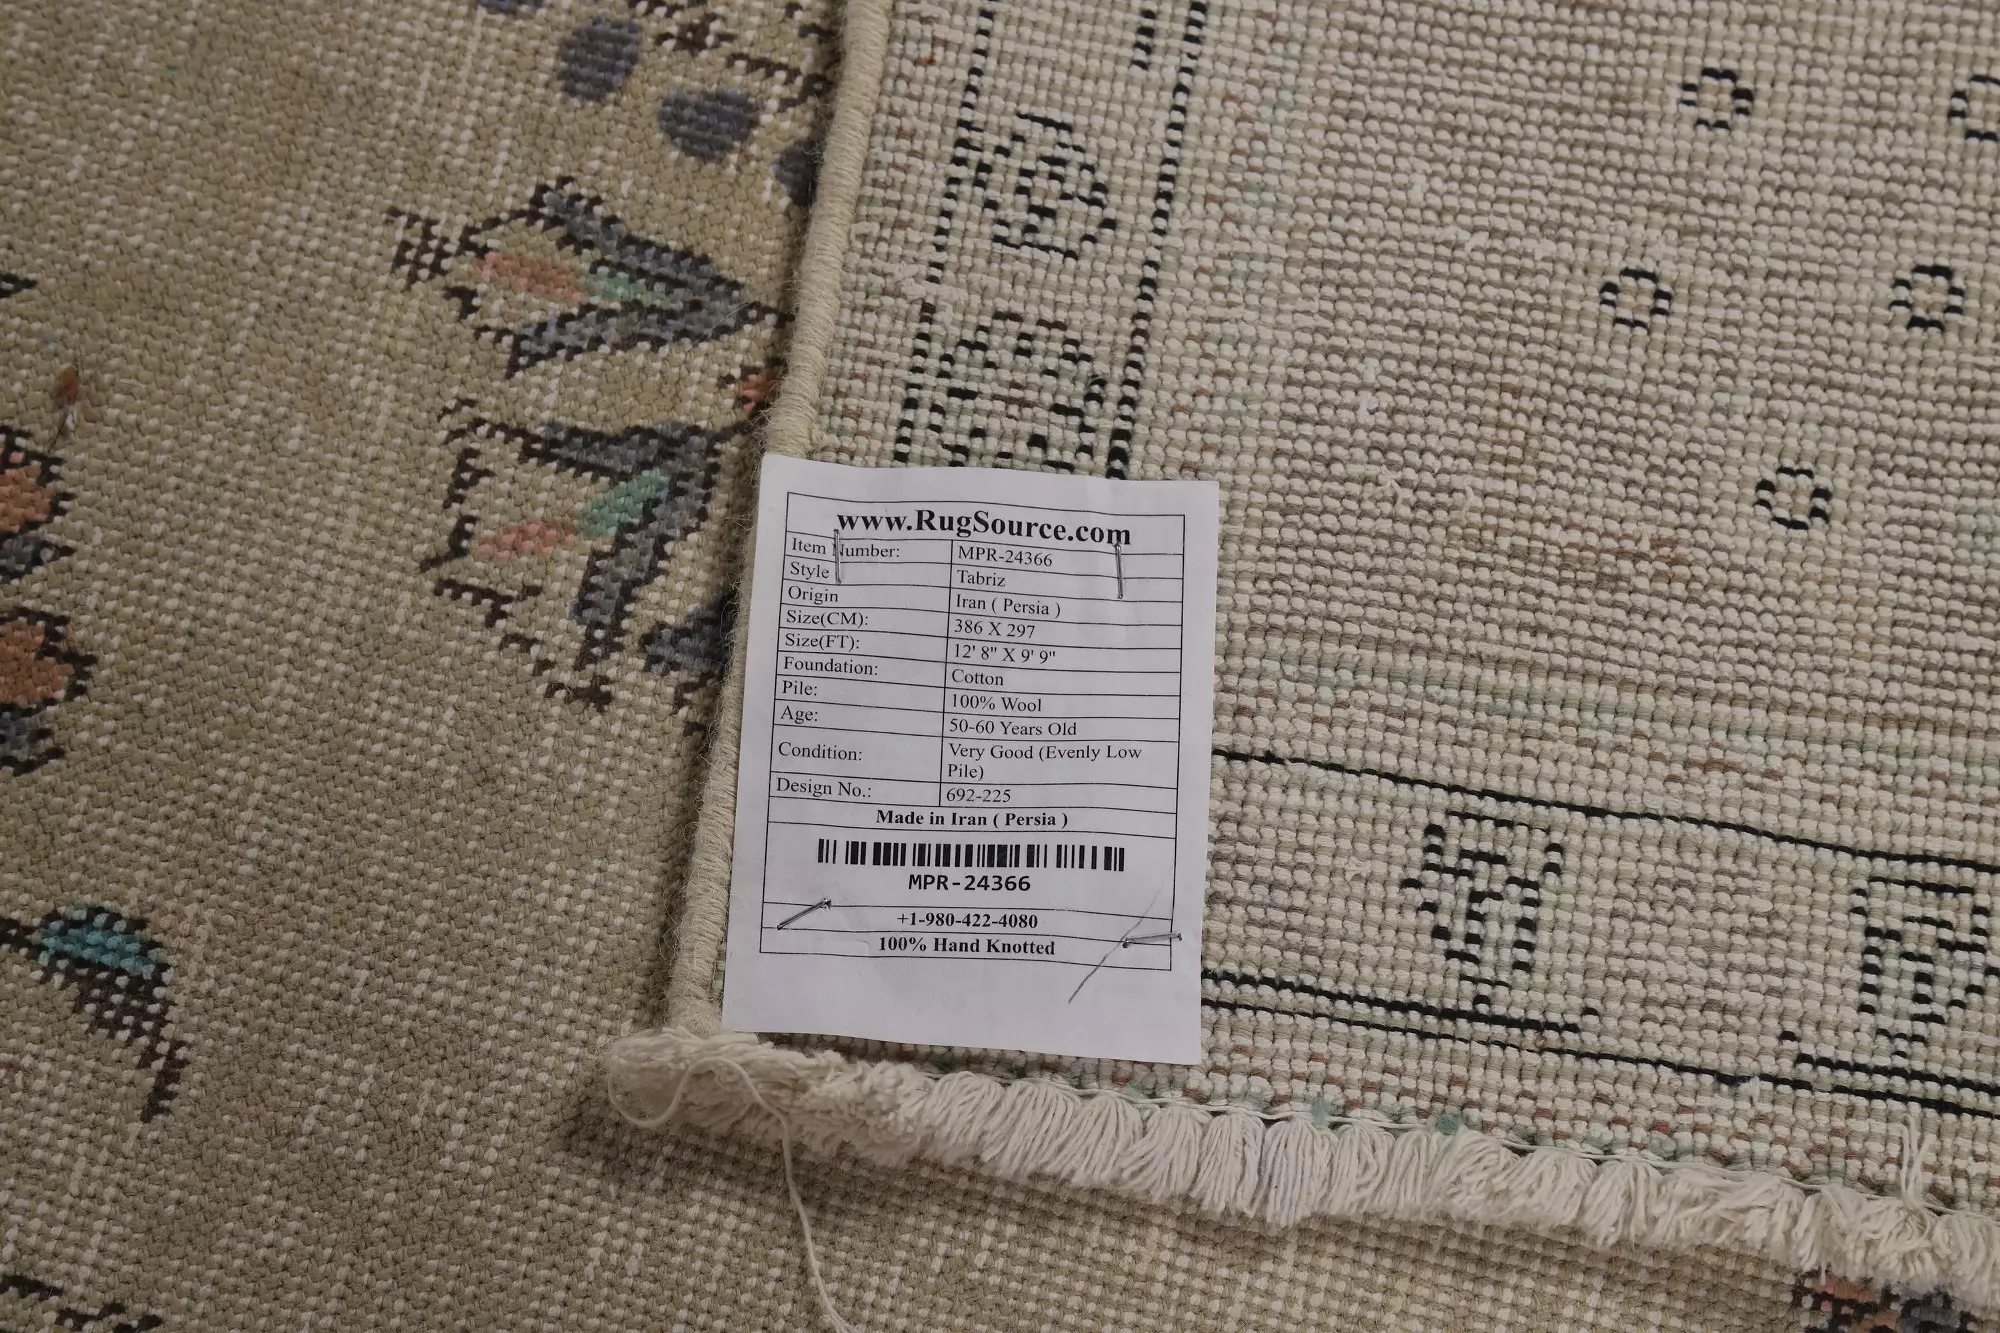 www.RugSource.com
Item Number: MPR-24366
Style Tabriz
Origin Iran ( Persia )
Size(CM): 386 X 297
Size(FT): 12' 8" X 9' 9"
Foundation: Cotton
Pile: 100% Wool
Age: 50-60 Years Old
Condition: Very Good (Evenly Low
Pile)
Design No.: 692-225
Made in Iran ( Persia )
MPR-24366
+1-980-422-4080
100% Hand Knotted